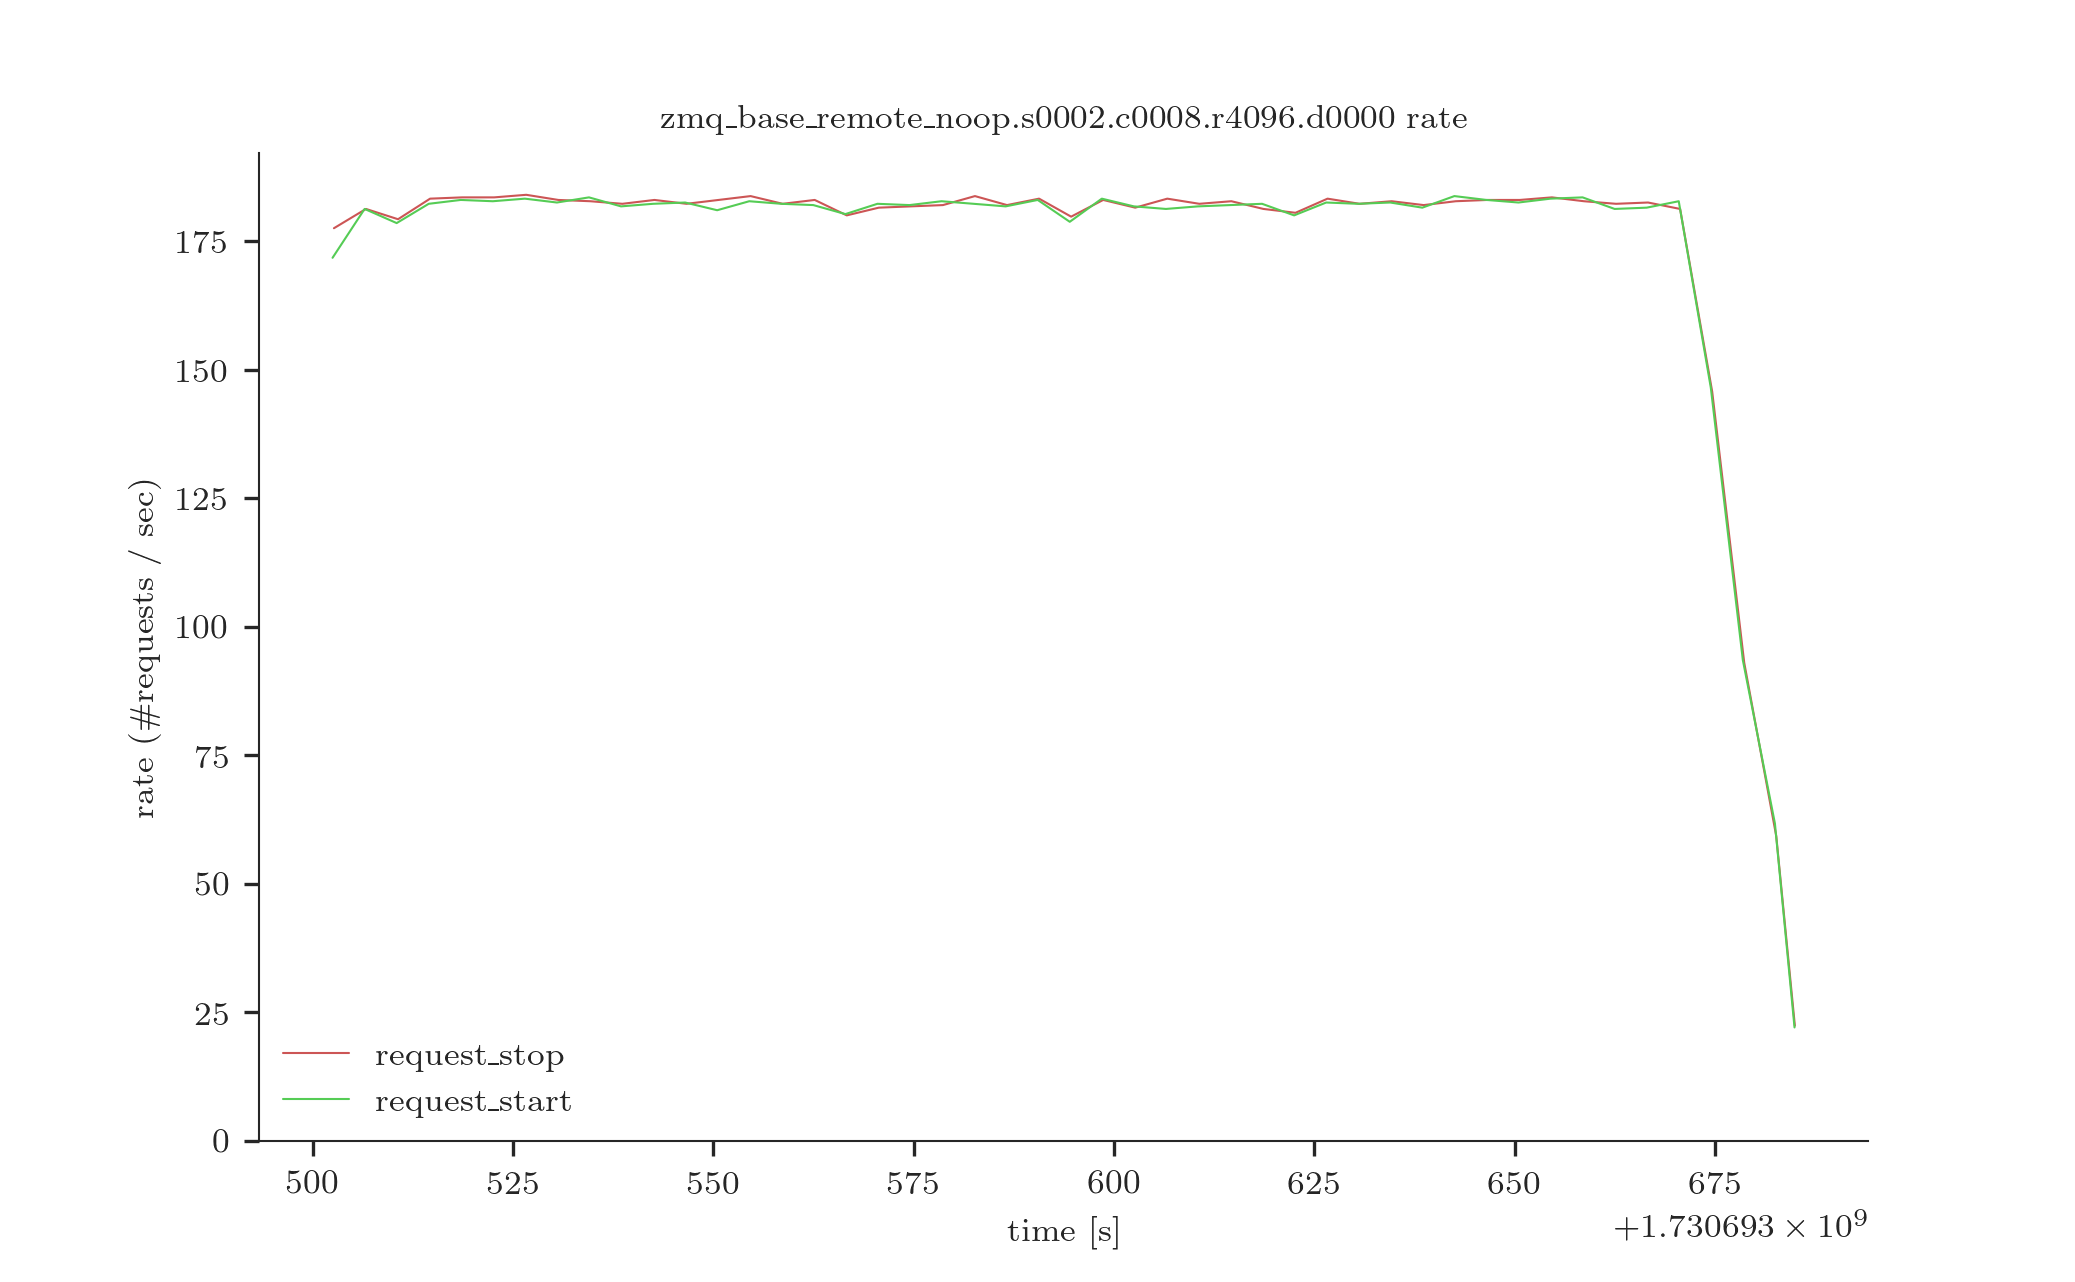 zmq_base_remote_noop.s0002.c0008.r4096.d0000 rate
rate (#requests / sec)
175
150
125
100
75
50
25
0
request_stop
request_start
500 525 550 575 600 625 650 675
time [s]
+1.730693 × 10⁹